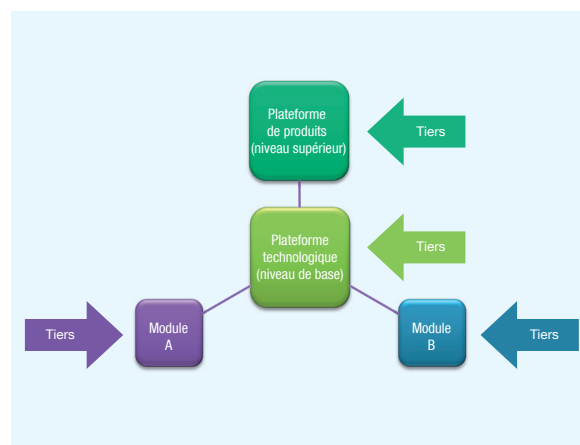 Plateforme
de produits
(niveau supérieur)
Tiers
Plateforme
technologique
(niveau de base)
Tiers
Tiers
Module
A
Module
B
Tiers